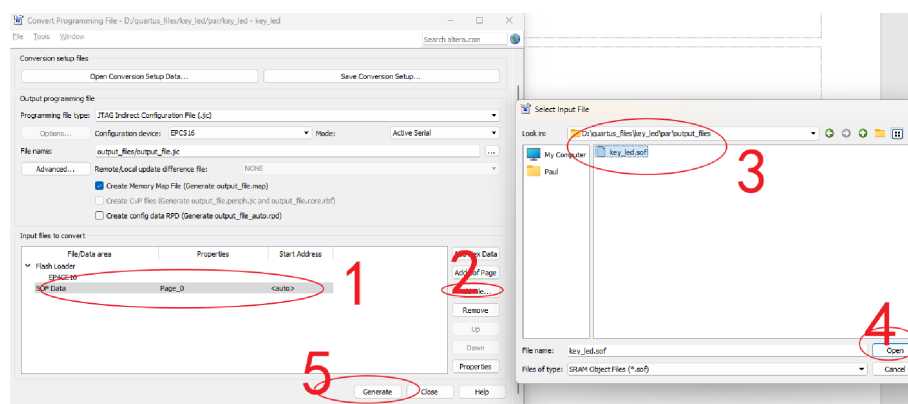 Convert Programming File - D:/quartus_files/key_led/par/key_led - key_led
File Tools Window
Search altera.com
Conversion setup files
Open Conversion Setup Data...
Save Conversion Setup...
Output programming file
Programming file type: JTAG Indirect Configuration File (.jic)
Options... Configuration device: EPCS16 Mode: Active Serial
File name: output_files/output_file.jic ...
Advanced... Remote/Local update difference file: NONE
Create Memory Map File (Generate output_file.map)
Create CvP files (Generate output_file.periph.jic and output_file.core.rbf)
Create config data RPD (Generate output_file_auto.rpd)
Input files to convert
File/Data area Properties Start Address
Flash Loader
SOF Data Page_0 <auto>
1
2
Remove
Up
Down
Properties
5
Generate Close Help
Select Input File
Look in: D:\quartus_files\key_led\par\output_files
My Computer
Paul
key_led.sof
3
4
File name: key_led.sof
Open
Files of type: SRAM Object Files (*.sof)
Cancel